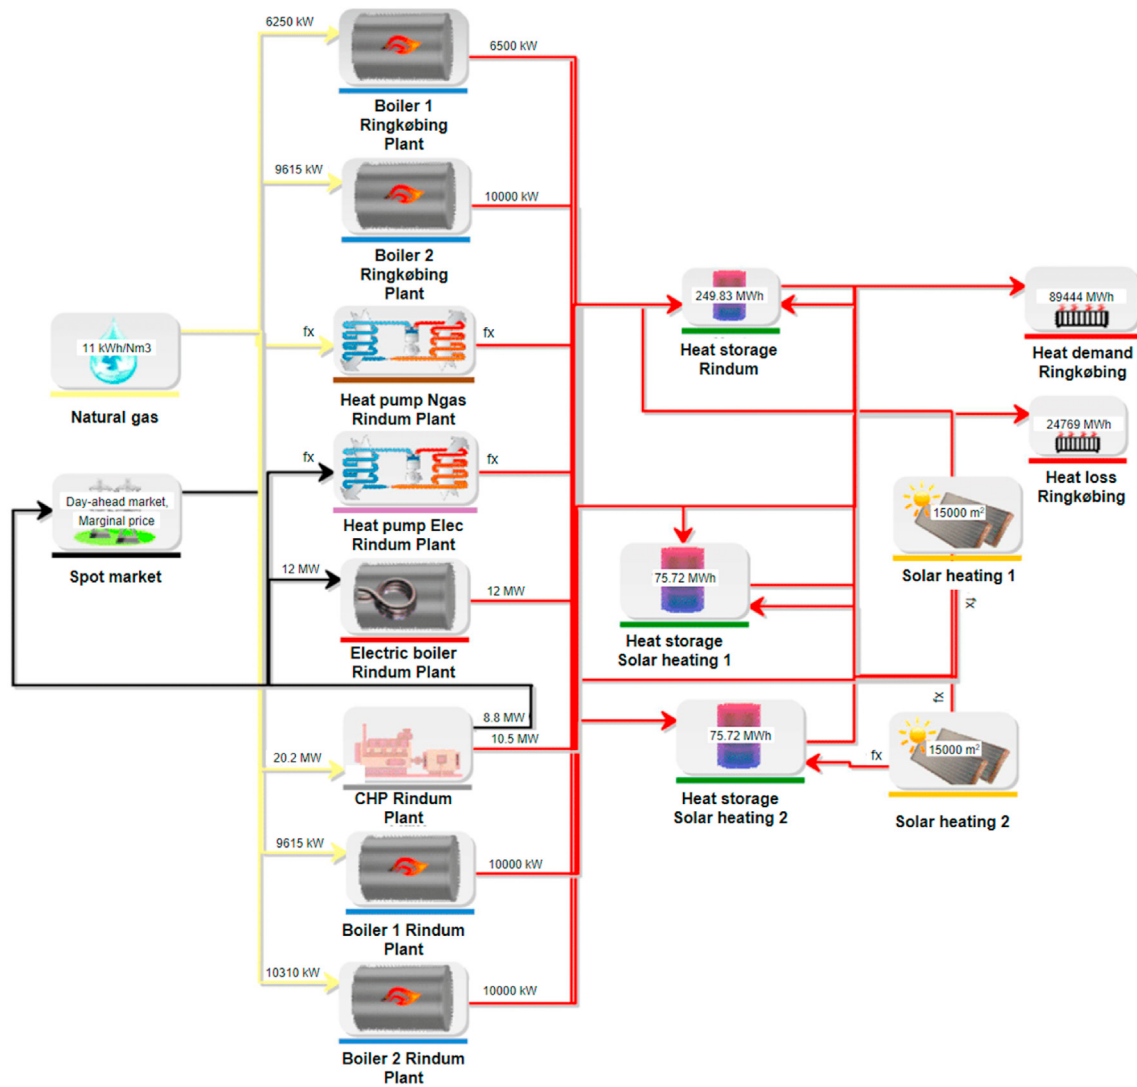 6250 kW
6500 kW
Boiler 1
Ringkøbing
Plant
9615 kW
10000 kW
Boiler 2
Ringkøbing
Plant
249.83 MWh
Heat storage
Rindum
89444 MWh
Heat demand
Ringkøbing
11 kWh/Nm3
Natural gas
fx
fx
Heat pump Ngas
Rindum Plant
24769 MWh
Heat loss
Ringkøbing
Day-ahead market,
Marginal price
Spot market
fx
fx
Heat pump Elec
Rindum Plant
15000 m²
Solar heating 1
fx
12 MW
12 MW
Electric boiler
Rindum Plant
75.72 MWh
Heat storage
Solar heating 1
8.8 MW
10.5 MW
20.2 MW
CHP Rindum
Plant
75.72 MWh
Heat storage
Solar heating 2
fx
fx
15000 m²
Solar heating 2
9615 kW
10000 kW
Boiler 1 Rindum
Plant
10310 kW
10000 kW
Boiler 2 Rindum
Plant